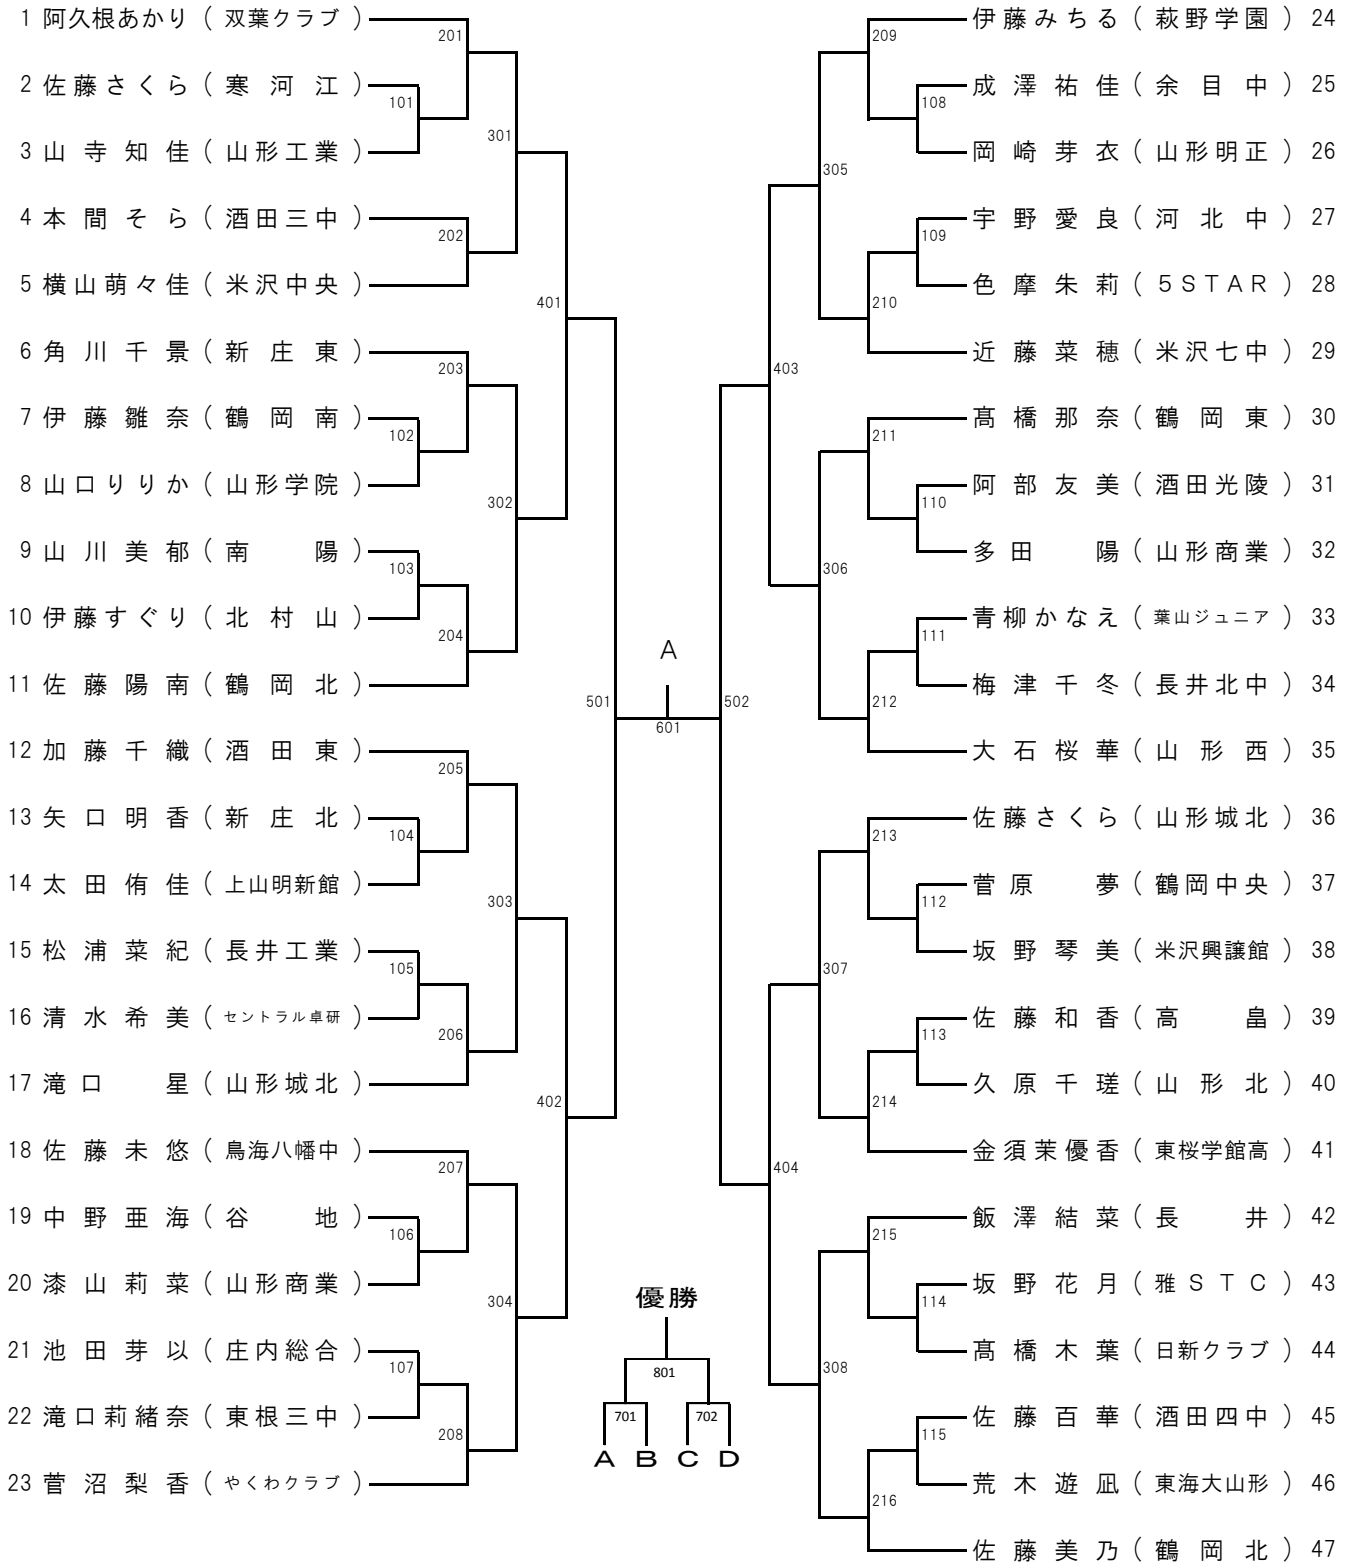 1 阿久根あかり ( 双葉クラブ )
201
2 佐藤さくら ( 寒河江 )
101
3 山寺知佳 ( 山形工業 )
301
4 本間そら ( 酒田三中 )
202
5 横山萌々佳 ( 米沢中央 )
401
6 角川千景 ( 新庄東 )
203
7 伊藤雛奈 ( 鶴岡南 )
102
8 山口りりか ( 山形学院 )
302
9 山川美郁 ( 南陽 )
103
10 伊藤すぐり ( 北村山 )
204
11 佐藤陽南 ( 鶴岡北 )
501
12 加藤千織 ( 酒田東 )
205
13 矢口明香 ( 新庄北 )
104
14 太田侑佳 ( 上山明新館 )
303
15 松浦菜紀 ( 長井工業 )
105
16 清水希美 ( セントラル卓研 )
206
17 滝口星 ( 山形城北 )
402
18 佐藤未悠 ( 鳥海八幡中 )
207
19 中野亜海 ( 谷地 )
106
20 漆山莉菜 ( 山形商業 )
304
21 池田芽以 ( 庄内総合 )
107
22 滝口莉緒奈 ( 東根三中 )
208
23 菅沼梨香 ( やくわクラブ )
A
601
優勝
801
701 702
A B C D
伊藤みちる ( 萩野学園 ) 24
209
成澤祐佳 ( 余目中 ) 25
108
岡崎芽衣 ( 山形明正 ) 26
305
宇野愛良 ( 河北中 ) 27
109
色摩朱莉 ( 5STAR ) 28
210
近藤菜穂 ( 米沢七中 ) 29
403
髙橋那奈 ( 鶴岡東 ) 30
211
阿部友美 ( 酒田光陵 ) 31
110
多田陽 ( 山形商業 ) 32
306
青柳かなえ ( 葉山ジュニア ) 33
111
梅津千冬 ( 長井北中 ) 34
212
大石桜華 ( 山形西 ) 35
502
佐藤さくら ( 山形城北 ) 36
213
菅原夢 ( 鶴岡中央 ) 37
112
坂野琴美 ( 米沢興譲館 ) 38
307
佐藤和香 ( 高畠 ) 39
113
久原千瑳 ( 山形北 ) 40
214
金須茉優香 ( 東桜学館高 ) 41
404
飯澤結菜 ( 長井 ) 42
215
坂野花月 ( 雅STC ) 43
114
髙橋木葉 ( 日新クラブ ) 44
308
佐藤百華 ( 酒田四中 ) 45
115
荒木遊凪 ( 東海大山形 ) 46
216
佐藤美乃 ( 鶴岡北 ) 47